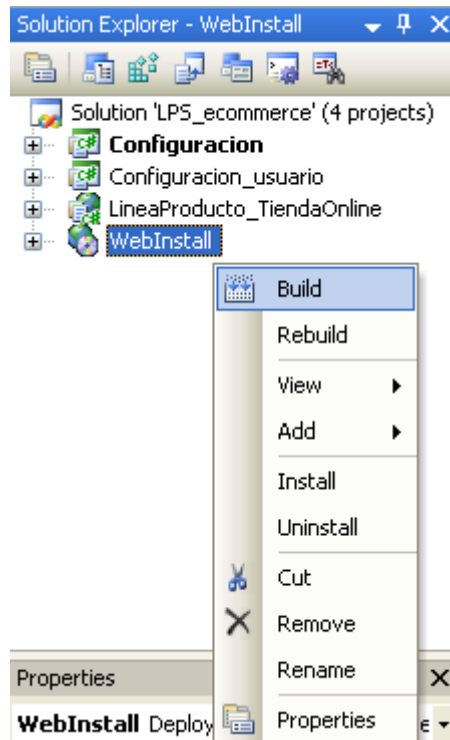 Solution Explorer - WebInstall
Solution 'LPS_ecommerce' (4 projects)
Configuracion
Configuracion_usuario
LineaProducto_TiendaOnline
WebInstall
Build
Rebuild
View
Add
Install
Uninstall
Cut
Remove
Rename
Properties
Properties
WebInstall Deploy
e